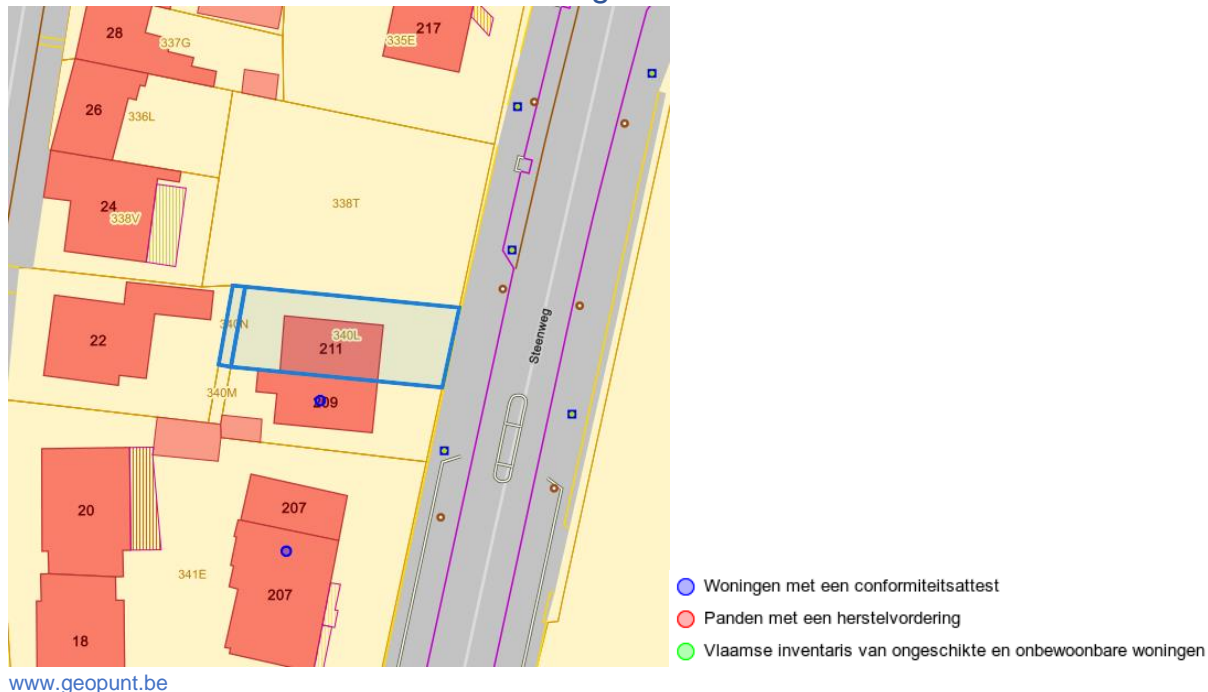 28
337G
217
335E
26
336L
24
338V
338T
22
340N
340L
211
Steenweg
340M
209
20
207
341E
207
18
Woningen met een conformiteitsattest
Panden met een herstelvordering
Vlaamse inventaris van ongeschikte en onbewoonbare woningen
www.geopunt.be